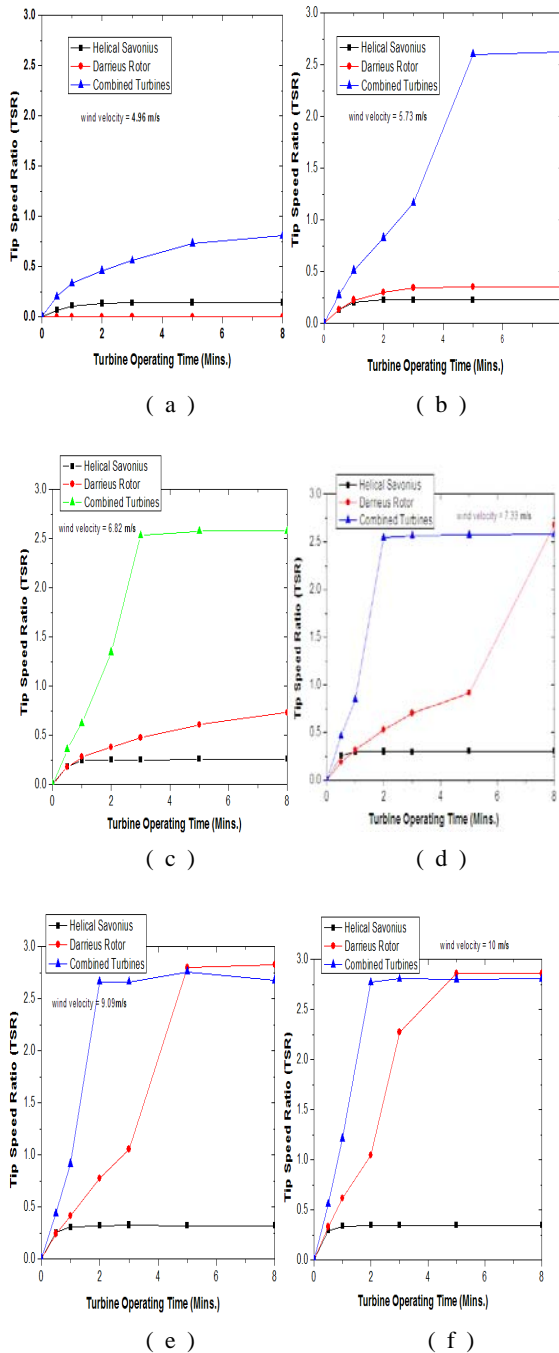 3.0
2.5
2.0
1.5
1.0
0.5
0.0
Tip Speed Ratio (TSR)
Helical Savonius
Darrieus Rotor
Combined Turbines
wind velocity = 4.96 m/s
0 2 4 6 8
Turbine Operating Time (Mins.)
( a )
3.0
2.5
2.0
1.5
1.0
0.5
0.0
Tip Speed Ratio (TSR)
Helical Savonius
Darrieus Rotor
Combined Turbines
wind velocity = 5.73 m/s
0 2 4 6
Turbine Operating Time (Mins.)
( b )
3.0
2.5
2.0
1.5
1.0
0.5
0.0
Tip Speed Ratio (TSR)
Helical Savonius
Darrieus Rotor
Combined Turbines
wind velocity = 6.82 m/s
0 2 4 6 8
Turbine Operating Time (Mins.)
( c )
3.0
2.5
2.0
1.5
1.0
0.5
0.0
Tip Speed Ratio (TSR)
Helical Savonius
Darrieus Rotor
Combined Turbines
wind velocity = 7.33 m/s
0 2 4 6 8
Turbine Operating Time (Mins.)
( d )
3.0
2.5
2.0
1.5
1.0
0.5
0.0
Tip Speed Ratio (TSR)
Helical Savonius
Darrieus Rotor
Combined Turbines
wind velocity = 9.09m/s
0 2 4 6 8
Turbine Operating Time (Mins.)
( e )
3.0
2.5
2.0
1.5
1.0
0.5
0.0
Tip Speed Ratio (TSR)
Helical Savonius
Darrieus Rotor
Combined Turbines
wind velocity = 10 m/s
0 2 4 6 8
Turbine Operating Time (Mins.)
( f )